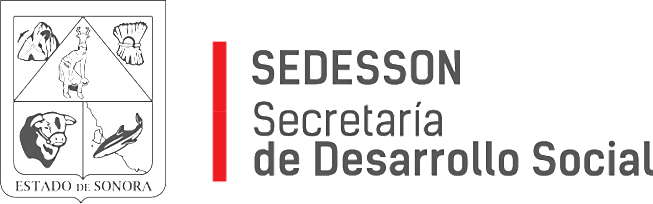 ESTADO DE SONORA
SEDESSON
Secretaría
de Desarrollo Social